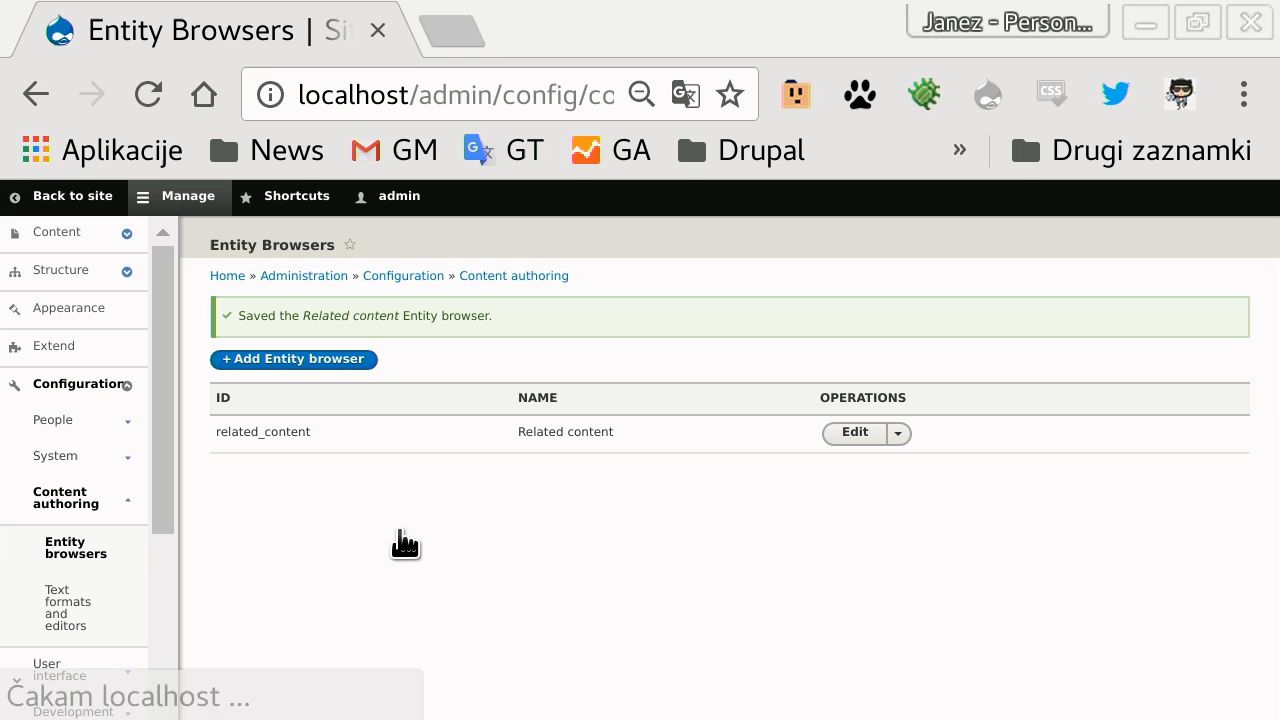 Entity Browsers | Si
Janez - Person...
localhost/admin/config/co
CSS
Aplikacije
News
GM
GT
GA
Drupal
»
Drugi zaznamki
Back to site
Manage
Shortcuts
admin
Content
Structure
Appearance
Extend
Configuration
People
System
Content
authoring
Entity
browsers
Text
formats
and
editors
User
interface
Development
Entity Browsers
Home » Administration » Configuration » Content authoring
Saved the Related content Entity browser.
+ Add Entity browser
ID NAME OPERATIONS
related_content Related content Edit
Čakam localhost ...